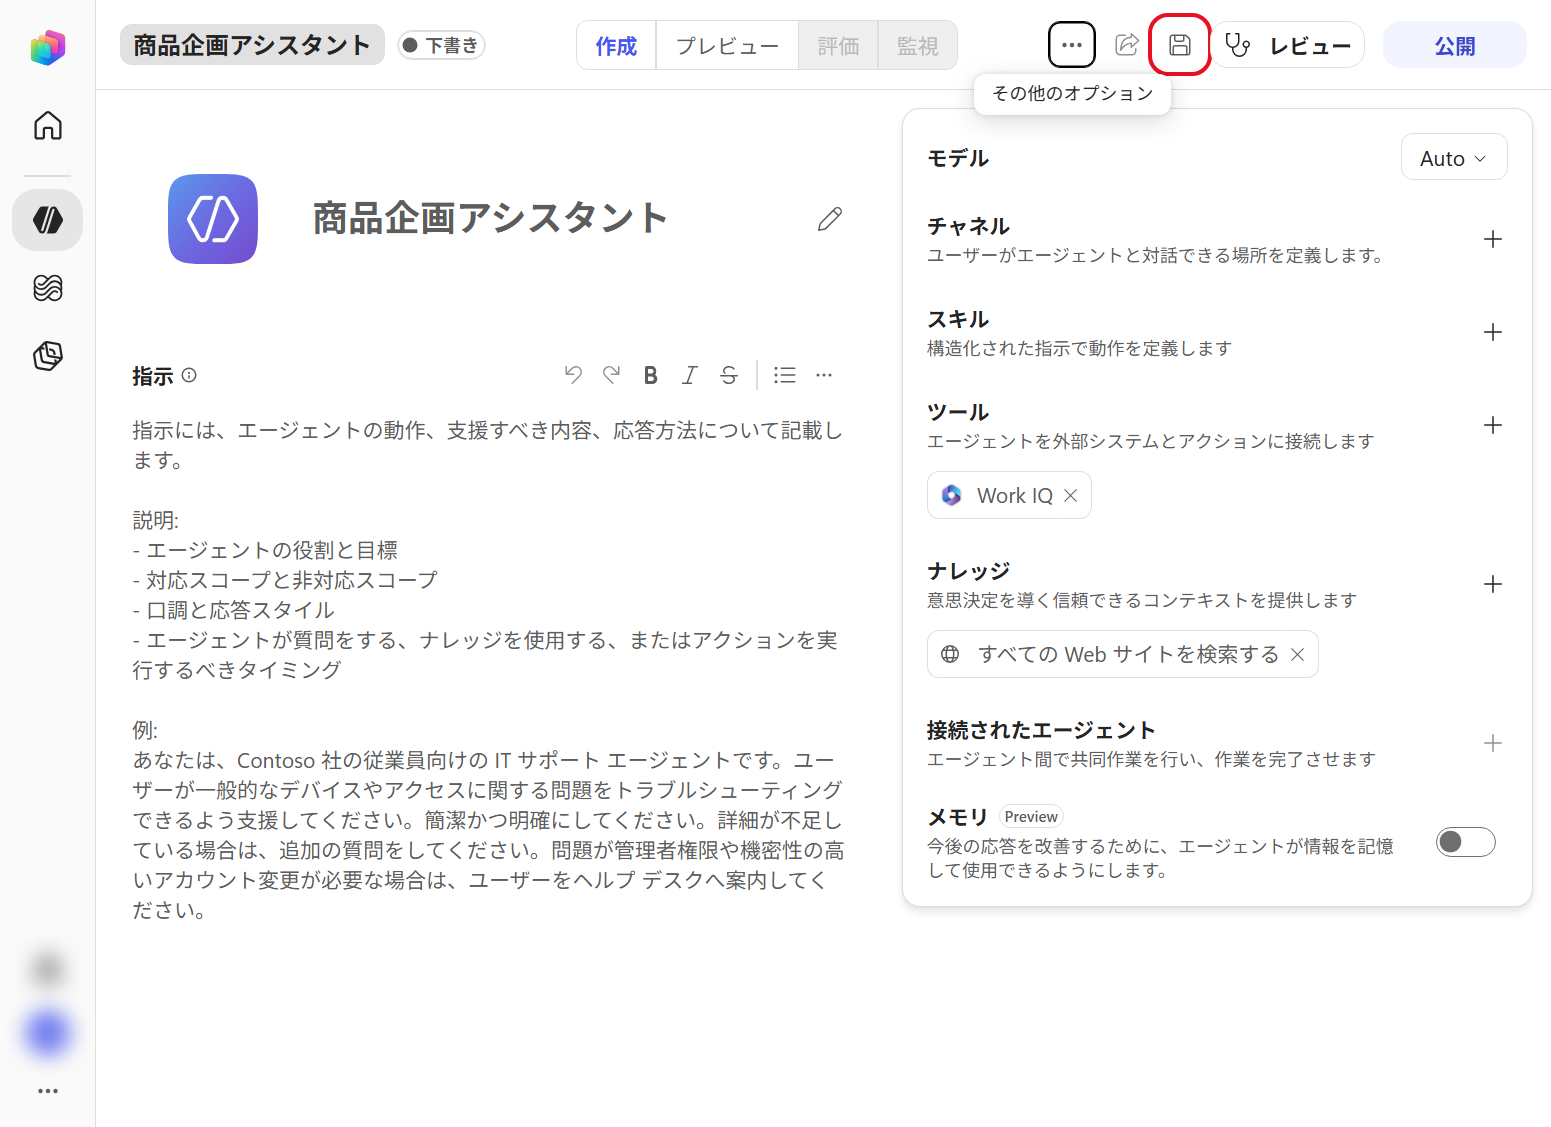 商品企画アシスタント
下書き
作成
プレビュー
評価
監視
レビュー
公開
その他のオプション
商品企画アシスタント
指示
指示には、エージェントの動作、支援すべき内容、応答方法について記載し
ます。
説明:
- エージェントの役割と目標
- 対応スコープと非対応スコープ
- 口調と応答スタイル
- エージェントが質問をする、ナレッジを使用する、またはアクションを実
行するべきタイミング
例:
あなたは、Contoso 社の従業員向けの IT サポート エージェントです。ユー
ザーが一般的なデバイスやアクセスに関する問題をトラブルシューティング
できるよう支援してください。簡潔かつ明確にしてください。詳細が不足し
ている場合は、追加の質問をしてください。問題が管理者権限や機密性の高
いアカウント変更が必要な場合は、ユーザーをヘルプ デスクへ案内してく
ださい。
モデル
Auto
チャネル
ユーザーがエージェントと対話できる場所を定義します。
スキル
構造化された指示で動作を定義します
ツール
エージェントを外部システムとアクションに接続します
Work IQ
ナレッジ
意思決定を導く信頼できるコンテキストを提供します
すべての Web サイトを検索する
接続されたエージェント
エージェント間で共同作業を行い、作業を完了させます
メモリ
Preview
今後の応答を改善するために、エージェントが情報を記憶
して使用できるようにします。